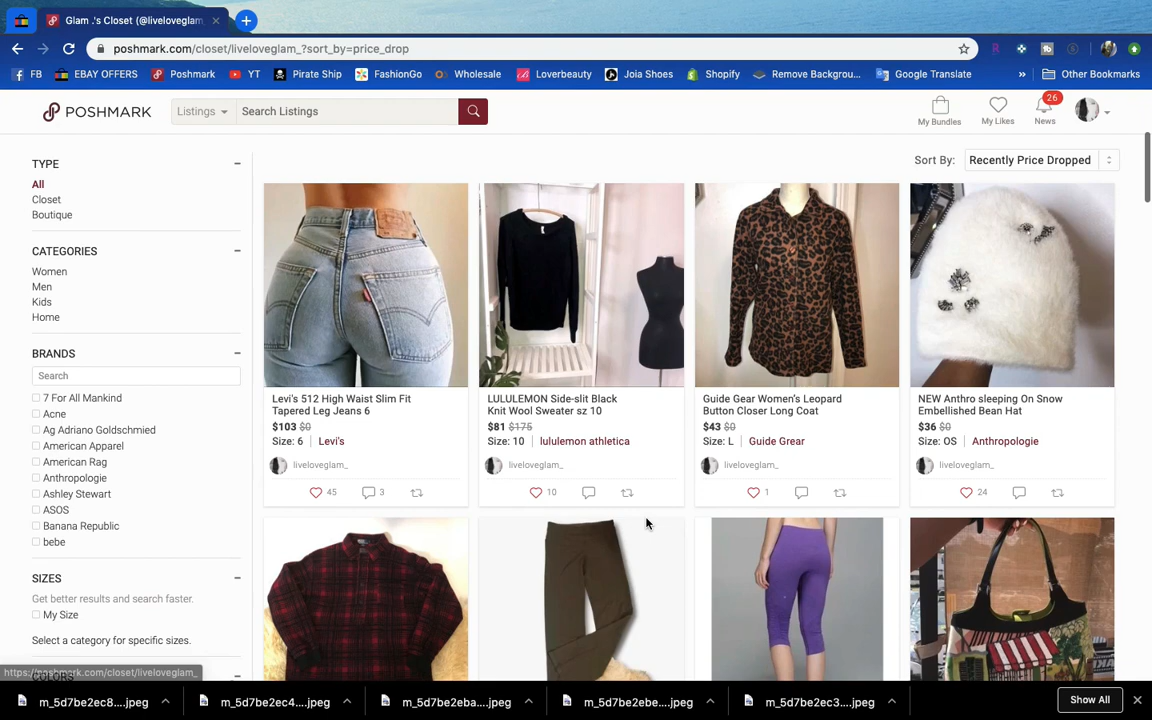 Glam .'s Closet (@liveloveglam_
poshmark.com/closet/liveloveglam_?sort_by=price_drop
FB EBAY OFFERS Poshmark YT Pirate Ship FashionGo Wholesale Loverbeauty Joia Shoes Shopify Remove Backgrou... Google Translate » Other Bookmarks
POSHMARK
Listings Search Listings
My Bundles My Likes 26 News
TYPE
All
Closet
Boutique
CATEGORIES
Women
Men
Kids
Home
BRANDS
Search
7 For All Mankind
Acne
Ag Adriano Goldschmied
American Apparel
American Rag
Anthropologie
Ashley Stewart
ASOS
Banana Republic
bebe
SIZES
Get better results and search faster.
My Size
Select a category for specific sizes.
COLORS
Sort By: Recently Price Dropped
Levi's 512 High Waist Slim Fit
Tapered Leg Jeans 6
$103 $0
Size: 6 Levi's
liveloveglam_
45 3
LULULEMON Side-slit Black
Knit Wool Sweater sz 10
$81 $175
Size: 10 lululemon athletica
liveloveglam_
10
Guide Gear Women's Leopard
Button Closer Long Coat
$43 $0
Size: L Guide Grear
liveloveglam_
1
NEW Anthro sleeping On Snow
Embellished Bean Hat
$36 $0
Size: OS Anthropologie
liveloveglam_
24
https://poshmark.com/closet/liveloveglam_
m_5d7be2ec8....jpeg m_5d7be2ec4....jpeg m_5d7be2eba....jpeg m_5d7be2ebe....jpeg m_5d7be2ec3....jpeg Show All